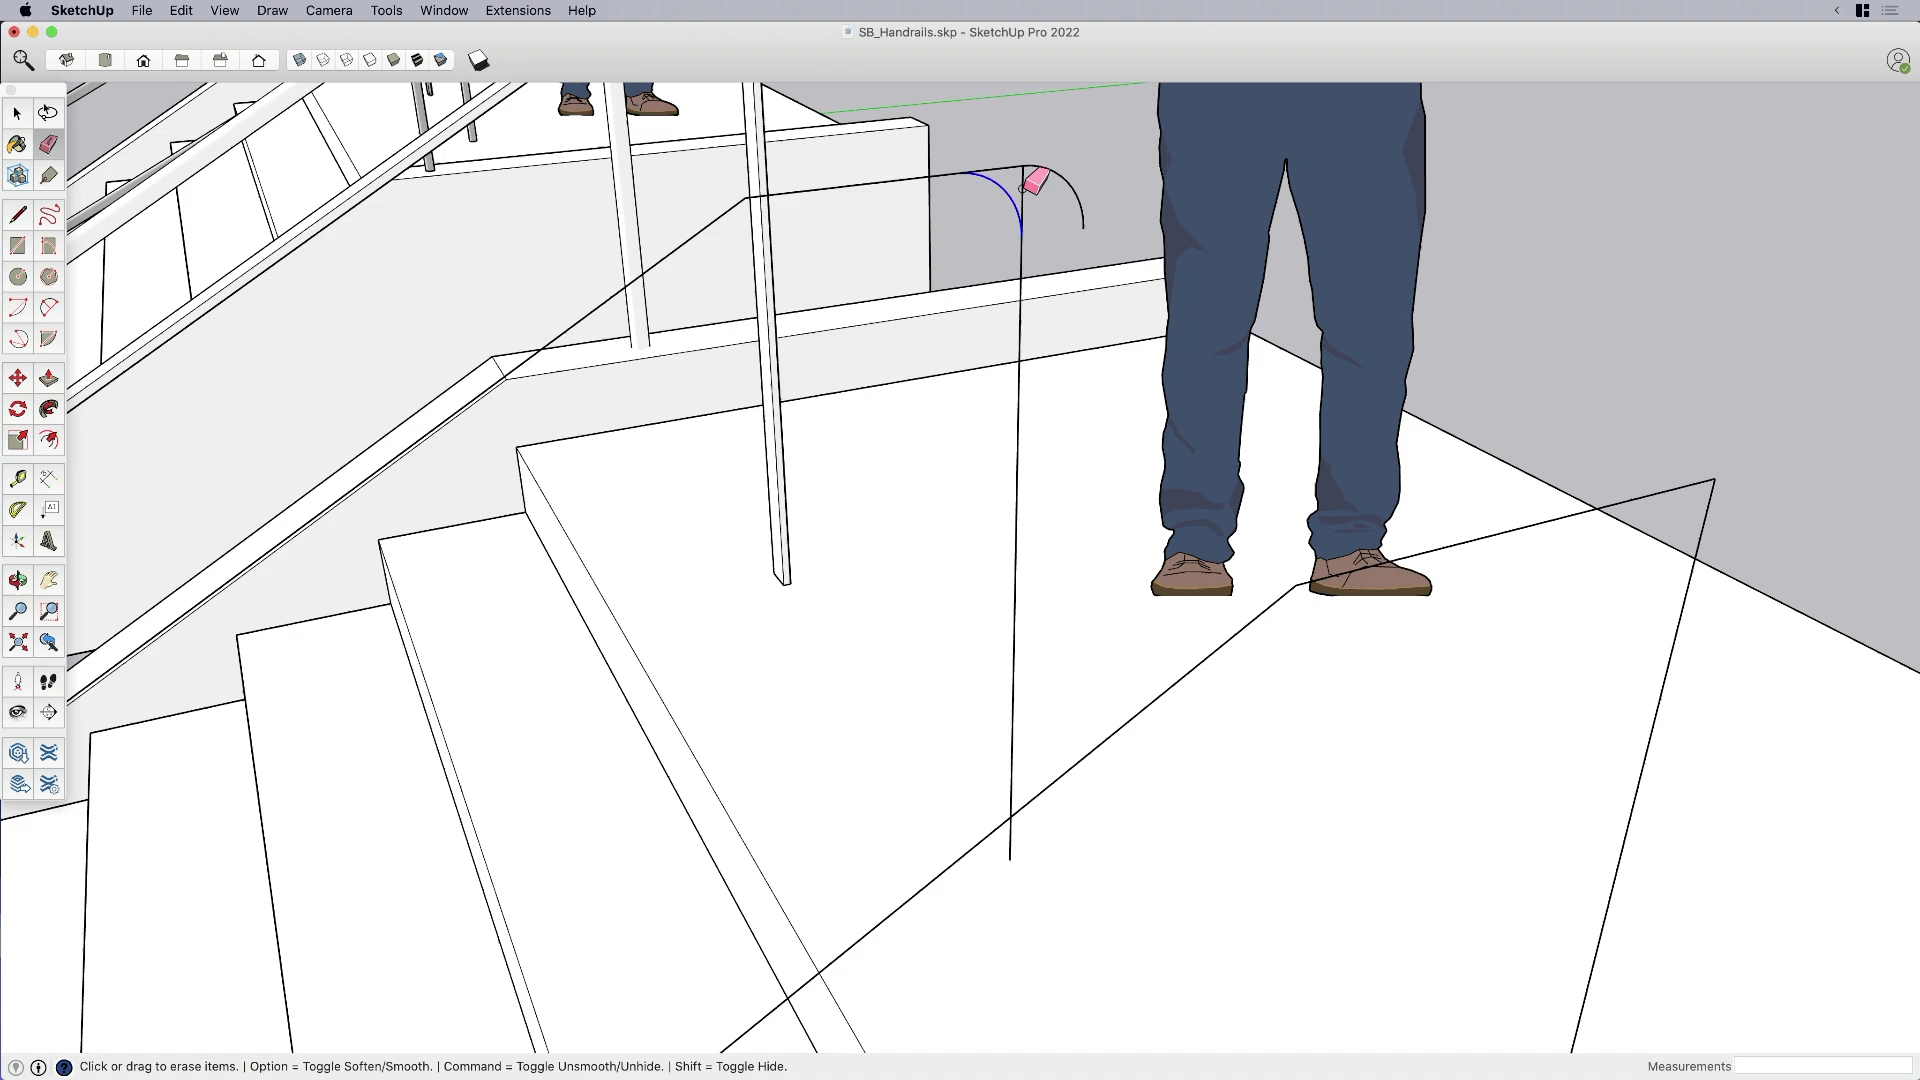 SketchUp File Edit View Draw Camera Tools Window Extensions Help
SB_Handrails.skp - SketchUp Pro 2022
A1
Click or drag to erase items. | Option = Toggle Soften/Smooth. | Command = Toggle Unsmooth/Unhide. | Shift = Toggle Hide.
Measurements